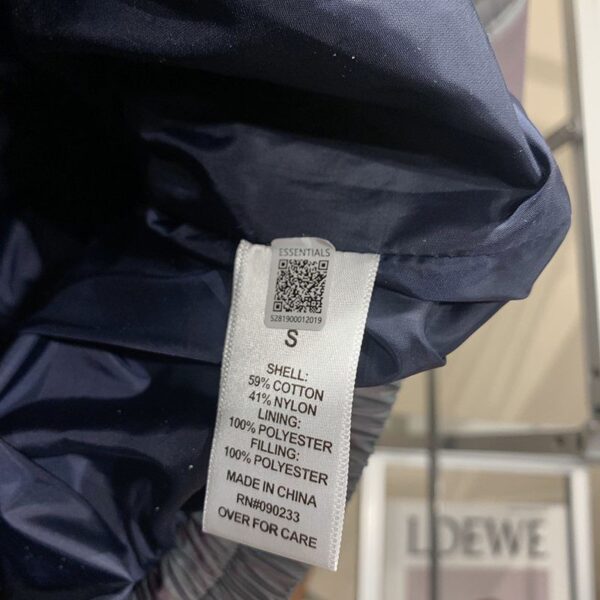 ESSENTIALS
S281900012019
S
SHELL:
59% COTTON
41% NYLON
LINING:
100% POLYESTER
FILLING:
100% POLYESTER
MADE IN CHINA
RN#090233
OVER FOR CARE
LOEWE